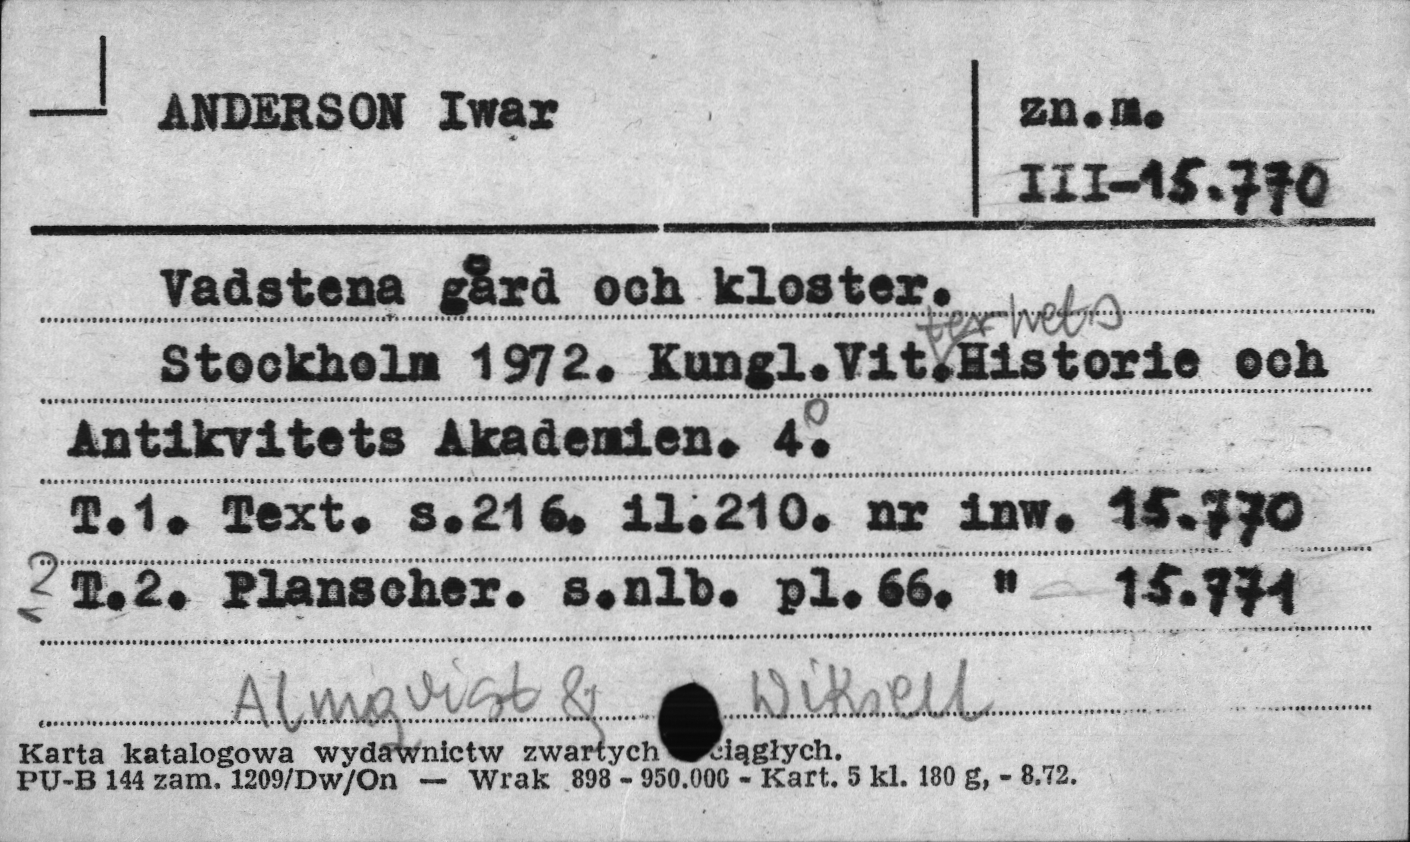 ANDERSON Iwar
zn.m.
III-15.770
Vadstena gård och kloster.
terhets
Stockholm 1972. Kungl.Vit.Historie och
Antikvitets Akademien. 4°.
T.1. Text. s.216. il.210. nr inw. 15.770
2 T.2. Planscher. s.nlb. pl.66. " 15.771
Almqvist & Wiksell
Karta katalogowa wydawnictw zwartych ciągłych.
PU-B 144 zam. 1209/Dw/On — Wrak 898 - 950.000 - Kart. 5 kl. 180 g, - 8.72.